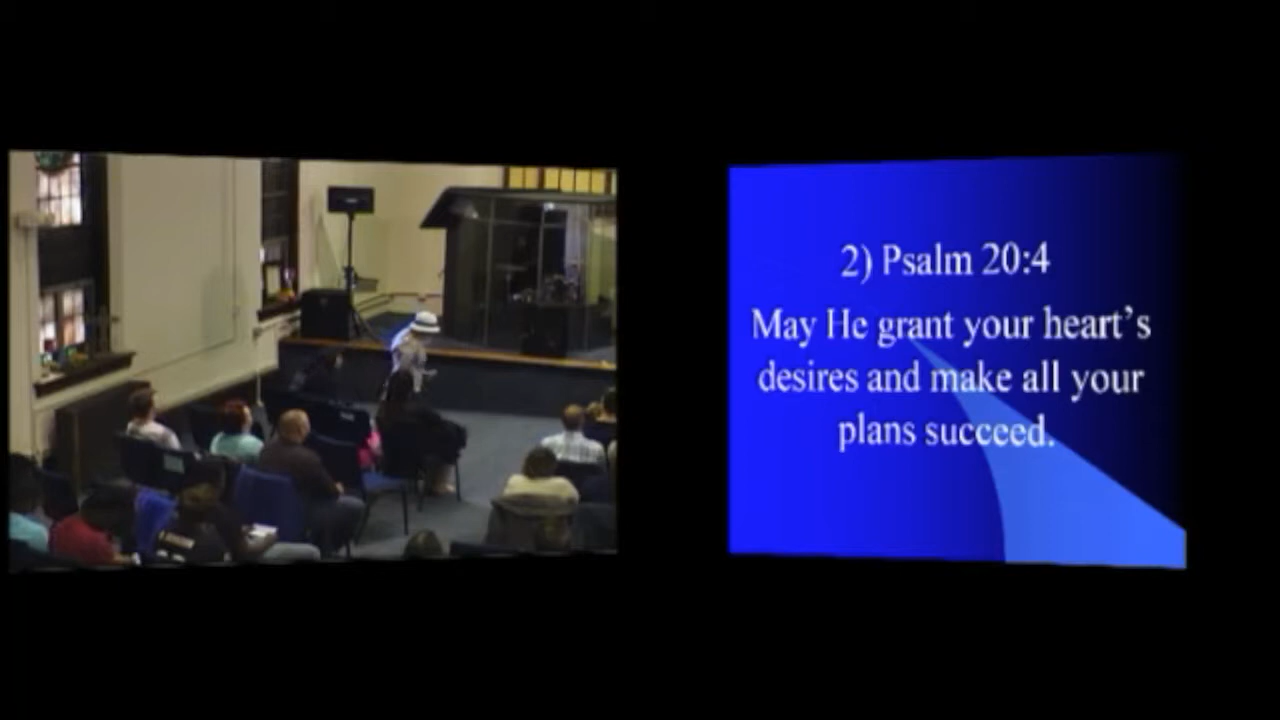 2) Psalm 20:4
May He grant your heart's
desires and make all your
plans succeed.